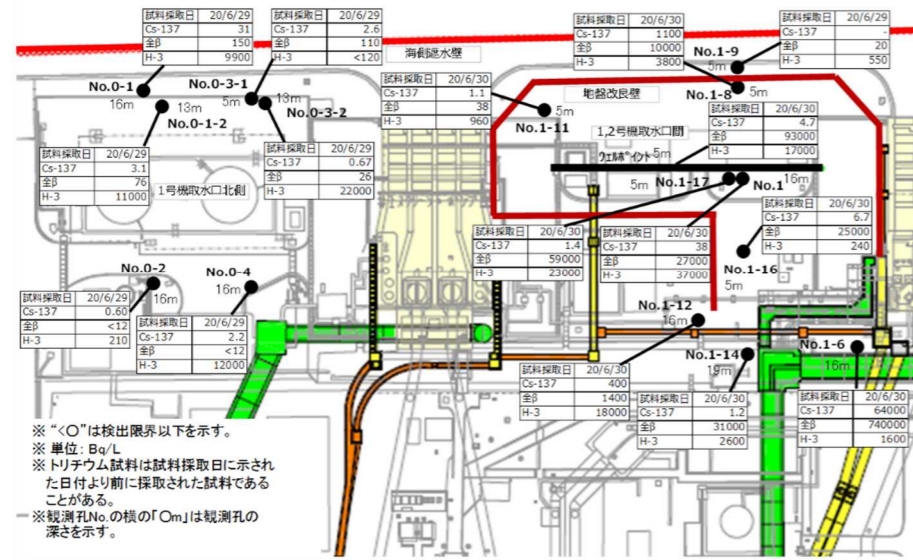 試料採取日 20/6/29
Cs-137 31
全β 150
H-3 9900
試料採取日 20/6/29
Cs-137 2.6
全β 110
H-3 <120
海側遮水壁
試料採取日 20/6/30
Cs-137 1100
全β 10000
H-3 3800
No.1-9
5m
試料採取日 20/6/29
Cs-137 -
全β 20
H-3 550
No.0-1
16m
No.0-3-1
5m
13m
No.0-3-2
13m
No.0-1-2
試料採取日 20/6/30
Cs-137 1.1
全β 38
H-3 960
5m
No.1-11
地盤改良壁
No.1-8
5m
1,2号機取水口間
試料採取日 20/6/30
Cs-137 4.7
全β 93000
H-3 17000
ウェルポイント
5m
試料採取日 20/6/29
Cs-137 3.1
全β 76
H-3 11000
1号機取水口北側
試料採取日 20/6/29
Cs-137 0.67
全β 26
H-3 22000
5m
No.1-17
No.1
16m
試料採取日 20/6/30
Cs-137 1.4
全β 59000
H-3 23000
試料採取日 20/6/30
Cs-137 38
全β 27000
H-3 37000
試料採取日 20/6/30
Cs-137 6.7
全β 25000
H-3 240
No.1-16
5m
No.0-2
16m
No.0-4
16m
試料採取日 20/6/29
Cs-137 0.60
全β <12
H-3 210
試料採取日 20/6/29
Cs-137 2.2
全β <12
H-3 12000
No.1-12
16m
No.1-14
19m
No.1-6
16m
試料採取日 20/6/30
Cs-137 400
全β 1400
H-3 18000
試料採取日 20/6/30
Cs-137 1.2
全β 31000
H-3 2600
試料採取日 20/6/30
Cs-137 64000
全β 740000
H-3 1600
※ “<○”は検出限界以下を示す。
※ 単位: Bq/L
※ トリチウム試料は試料採取日に示され
た日付より前に採取された試料である
ことがある。
※観測孔No.の横の「○m」は観測孔の
深さを示す。